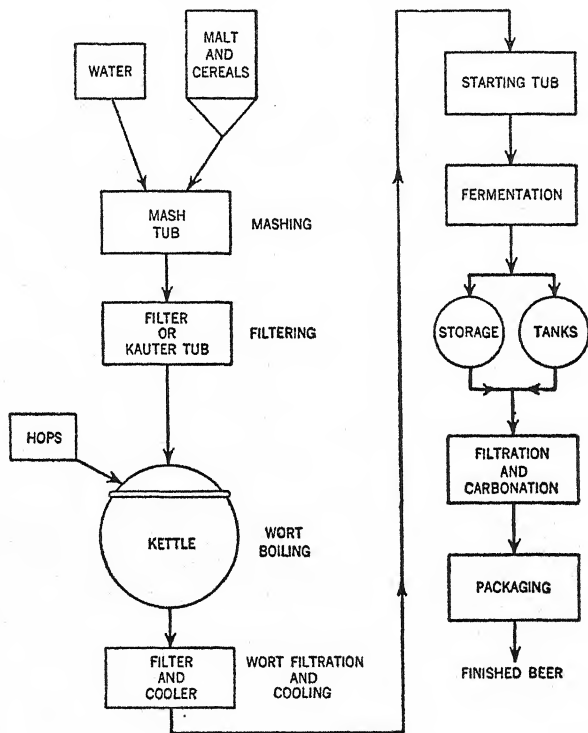 WATER
MALT
AND
CEREALS
MASH
TUB
MASHING
FILTER
OR
KAUTER TUB
FILTERING
HOPS
KETTLE
WORT
BOILING
FILTER
AND
COOLER
WORT FILTRATION
AND
COOLING
STARTING TUB
FERMENTATION
STORAGE
TANKS
FILTRATION
AND
CARBONATION
PACKAGING
FINISHED BEER